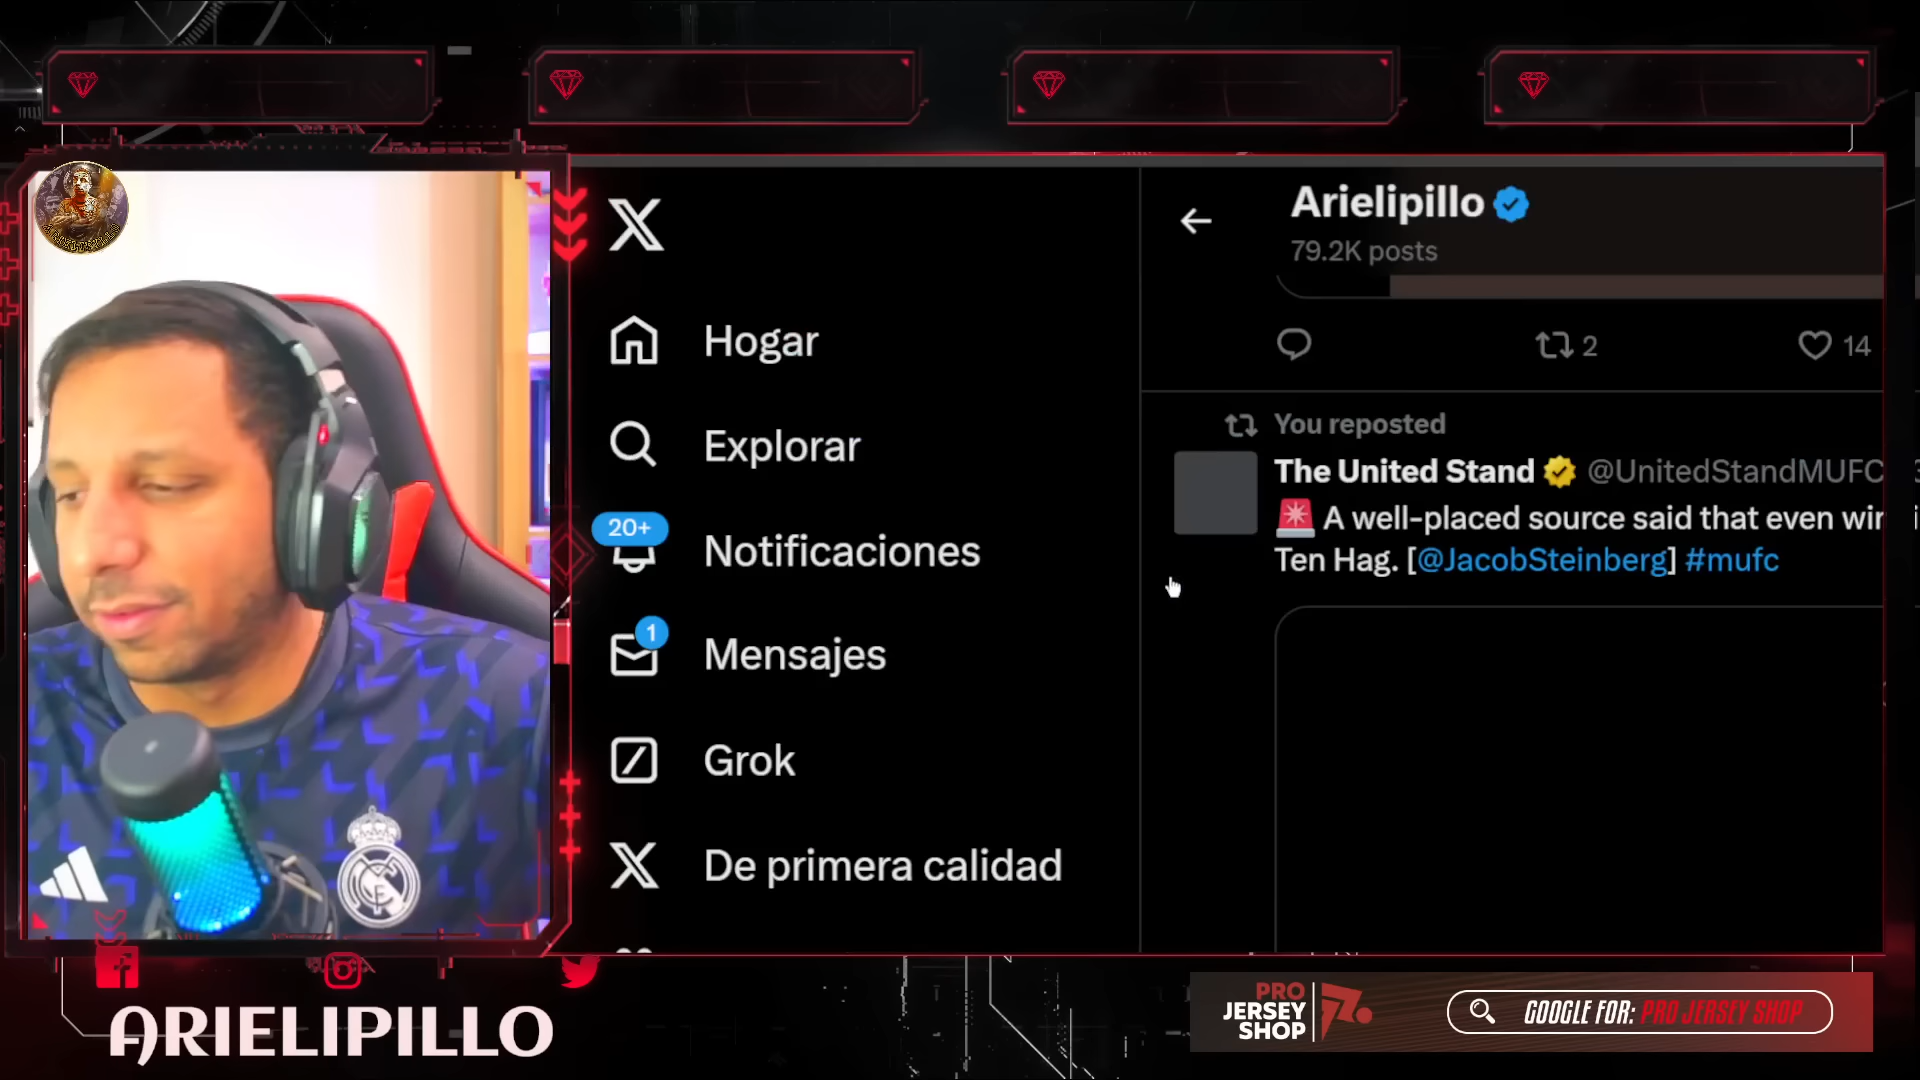 Arielipillo
79.2K posts
2
14
You reposted
The United Stand @UnitedStandMUFC
A well-placed source said that even win
Ten Hag. [@JacobSteinberg] #mufc
Hogar
Explorar
20+
Notificaciones
1
Mensajes
Grok
De primera calidad
ARIELIPILLO
PRO
JERSEY
SHOP
GOOGLE FOR: PRO JERSEY SHOP